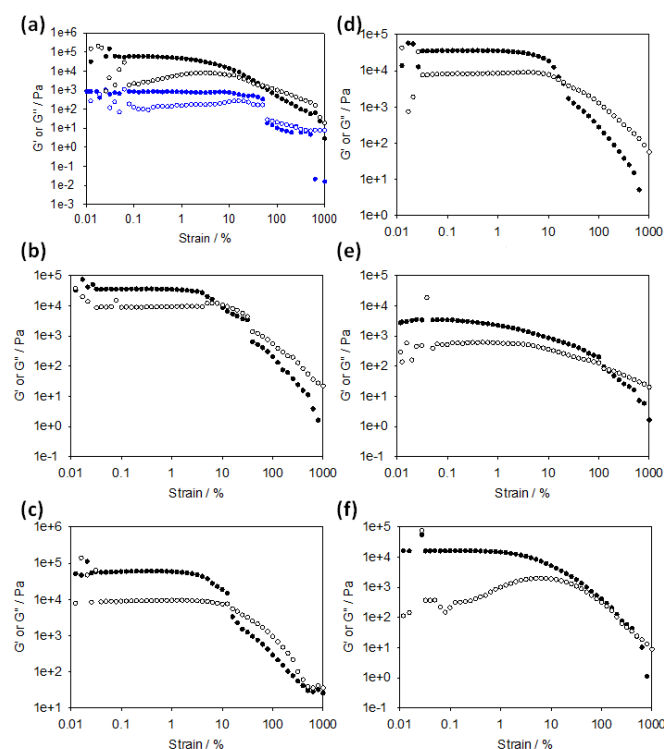 (a)
G' or G'' / Pa
1e+6
1e+5
1e+4
1e+3
1e+2
1e+1
1e+0
1e-1
1e-2
1e-3
0.01 0.1 1 10 100 1000
Strain / %
(d)
G' or G'' / Pa
1e+5
1e+4
1e+3
1e+2
1e+1
1e+0
0.01 0.1 1 10 100 1000
Strain / %
(b)
G' or G'' / Pa
1e+5
1e+4
1e+3
1e+2
1e+1
1e+0
1e-1
0.01 0.1 1 10 100 1000
Strain / %
(e)
G' or G'' / Pa
1e+5
1e+4
1e+3
1e+2
1e+1
1e+0
1e-1
0.01 0.1 1 10 100 1000
Strain / %
(c)
G' or G'' / Pa
1e+6
1e+5
1e+4
1e+3
1e+2
1e+1
0.01 0.1 1 10 100 1000
Strain / %
(f)
G' or G'' / Pa
1e+5
1e+4
1e+3
1e+2
1e+1
1e+0
1e-1
0.01 0.1 1 10 100 1000
Strain / %